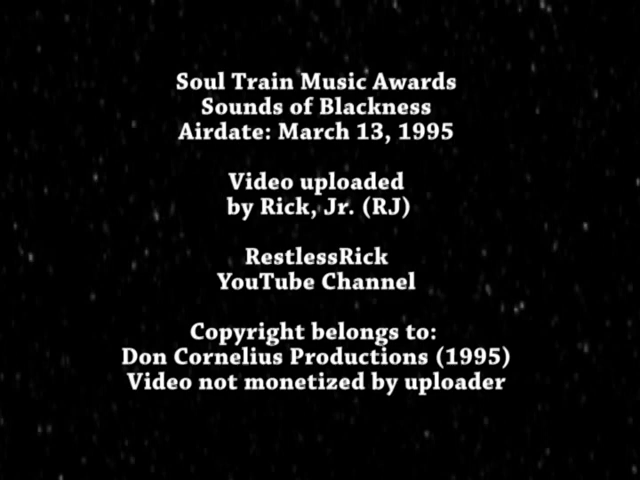 Soul Train Music Awards
Sounds of Blackness
Airdate: March 13, 1995
Video uploaded
by Rick, Jr. (RJ)
RestlessRick
YouTube Channel
Copyright belongs to:
Don Cornelius Productions (1995)
Video not monetized by uploader